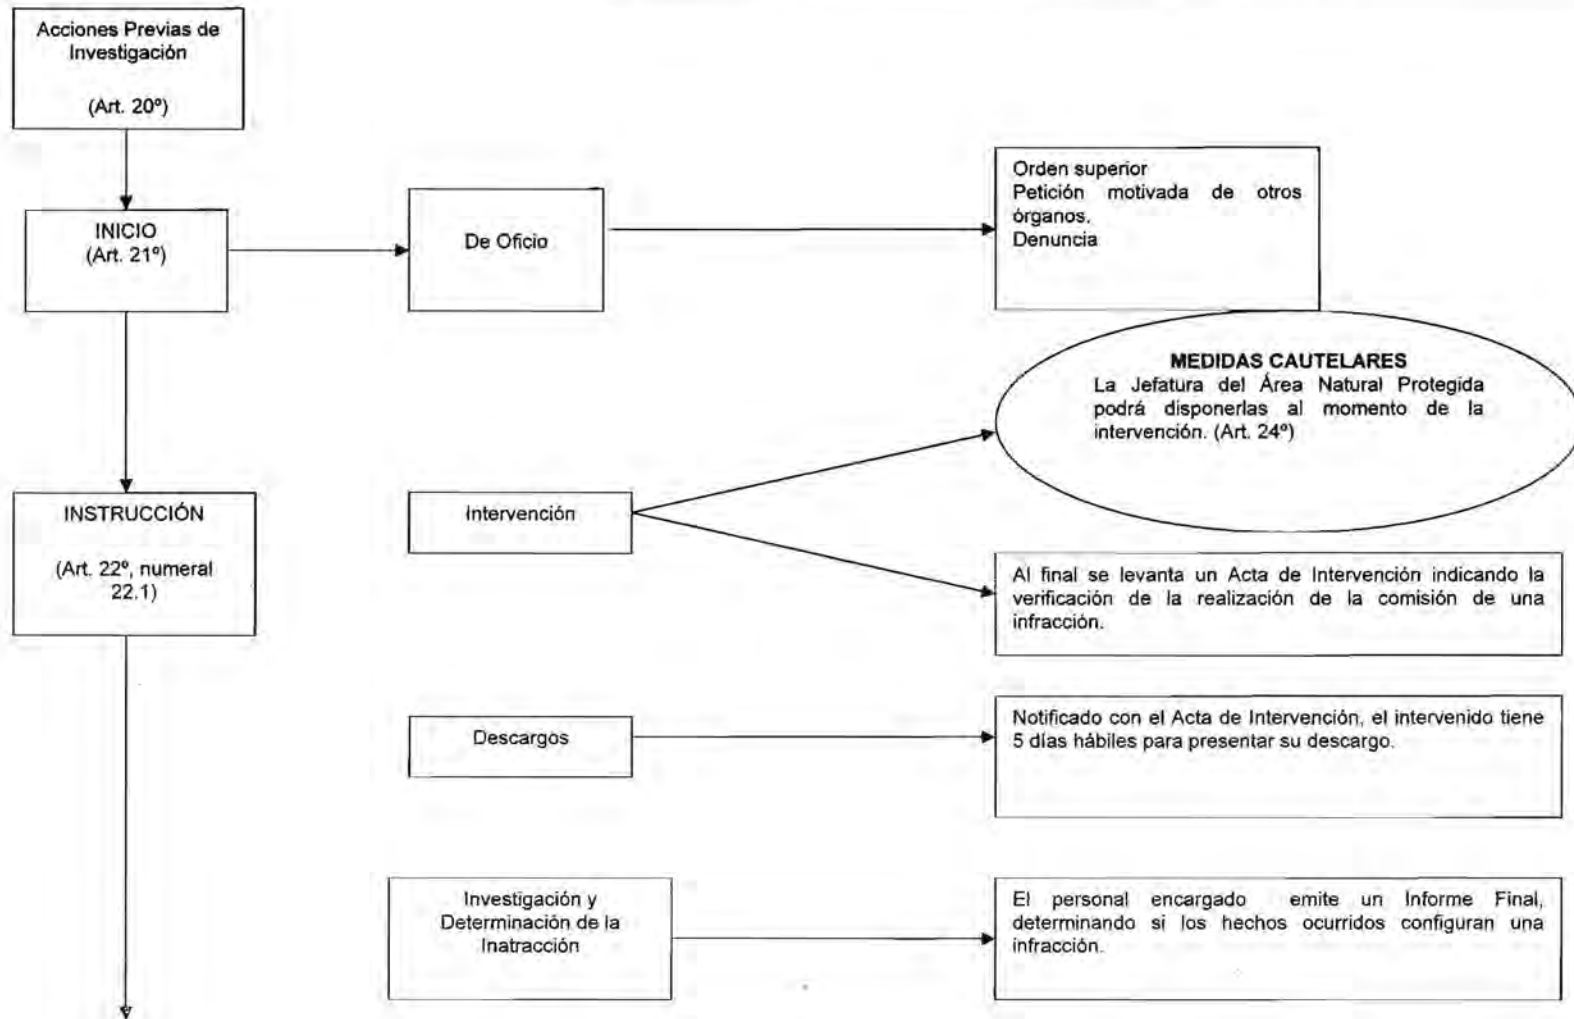 Acciones Previas de
Investigación
(Art. 20º)
INICIO
(Art. 21º)
De Oficio
Orden superior
Petición motivada de otros
órganos.
Denuncia
MEDIDAS CAUTELARES
La Jefatura del Área Natural Protegida
podrá disponerlas al momento de la
intervención. (Art. 24º)
INSTRUCCIÓN
(Art. 22º, numeral
22.1)
Intervención
Al final se levanta un Acta de Intervención indicando la
verificación de la realización de la comisión de una
infracción.
Descargos
Notificado con el Acta de Intervención, el intervenido tiene
5 días hábiles para presentar su descargo.
Investigación y
Determinación de la
Inatracción
El personal encargado emite un Informe Final,
determinando si los hechos ocurridos configuran una
infracción.